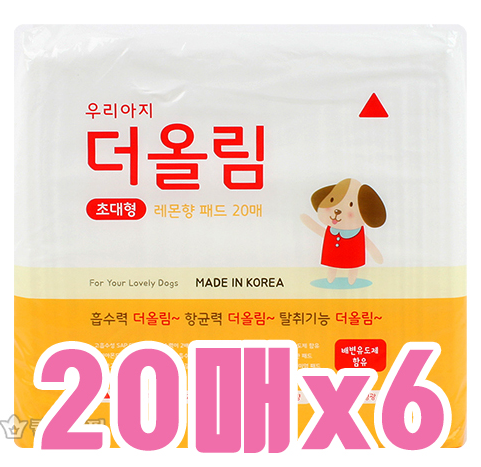 우리아지
더올림
초대형 레몬향 패드 20매
For Your Lovely Dogs MADE IN KOREA
흡수력 더올림~ 항균력 더올림~ 탈취기능 더올림~
배변유도제
함유
20매x6